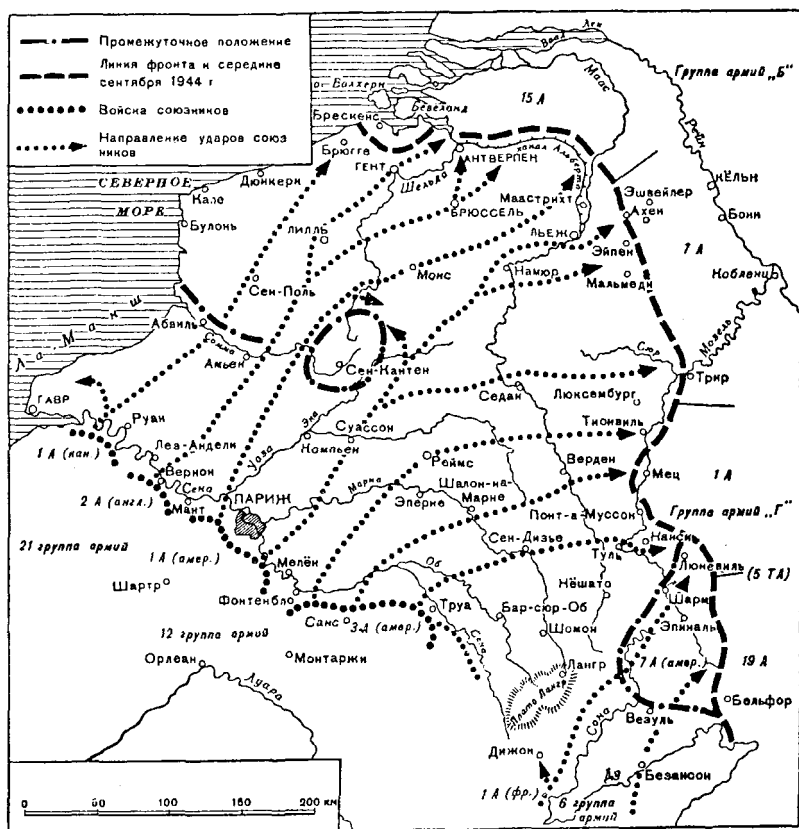 Промежуточное положение
Линия фронта к середине
сентября 1944 г
Войска союзников
Направление ударов союз
ников
Ваал
Лек
Маас
Группа армий „Б"
Рейн
15 А
Бевеланд
Брескенс
Брюгге
ГЕНТ
АНТВЕРПЕН
канал Альберта
Шельда
Дюнкерк
СЕВЕРНОЕ
МОРЕ
Кале
Булонь
ЛИЛЛЬ
БРЮССЕЛЬ
Маастрихт
ЛЬЕЖ
Эшвейлер
Ахен
КЁЛЬН
Бонн
7 А
Эйпен
Мальмеди
Кобленц
Монс
Намюр
Сен-Поль
Ла-Манш
Абвиль
Сомма
Амьен
Сен-Кантен
Мозель
Сюр
Трир
Седан
Люксембург
ГАВР
Руан
Лез-Андели
Вернон
Сена
Мант
Уаза
Эна
Суассон
Компьен
Тионвиль
1 А (кан.)
2 А (англ.)
ПАРИЖ
Марна
Реймс
Эперне
Шалон-на-
Марне
Верден
Мец
1 А
Понт-а-Муссон
Группа армий „Г"
21 группа армий
1 А (амер.)
Мелён
Шартр
Фонтенбло
Об
Сен-Дизье
Туль
Нанси
Люневиль
(5 ТА)
Нёшато
Шарм
12 группа армий
Санс
3-А (амер.)
Труа
Сена
Бар-сюр-Об
Шомон
Эпиналь
Орлеан
Монтаржи
Луара
Лангр
Плато Лангр
7 А (амер.)
19 А
Бельфор
Везуль
Сона
Дижон
Безансон
1 А (фр.)
6 группа
армий
0 50 100 150 200 км